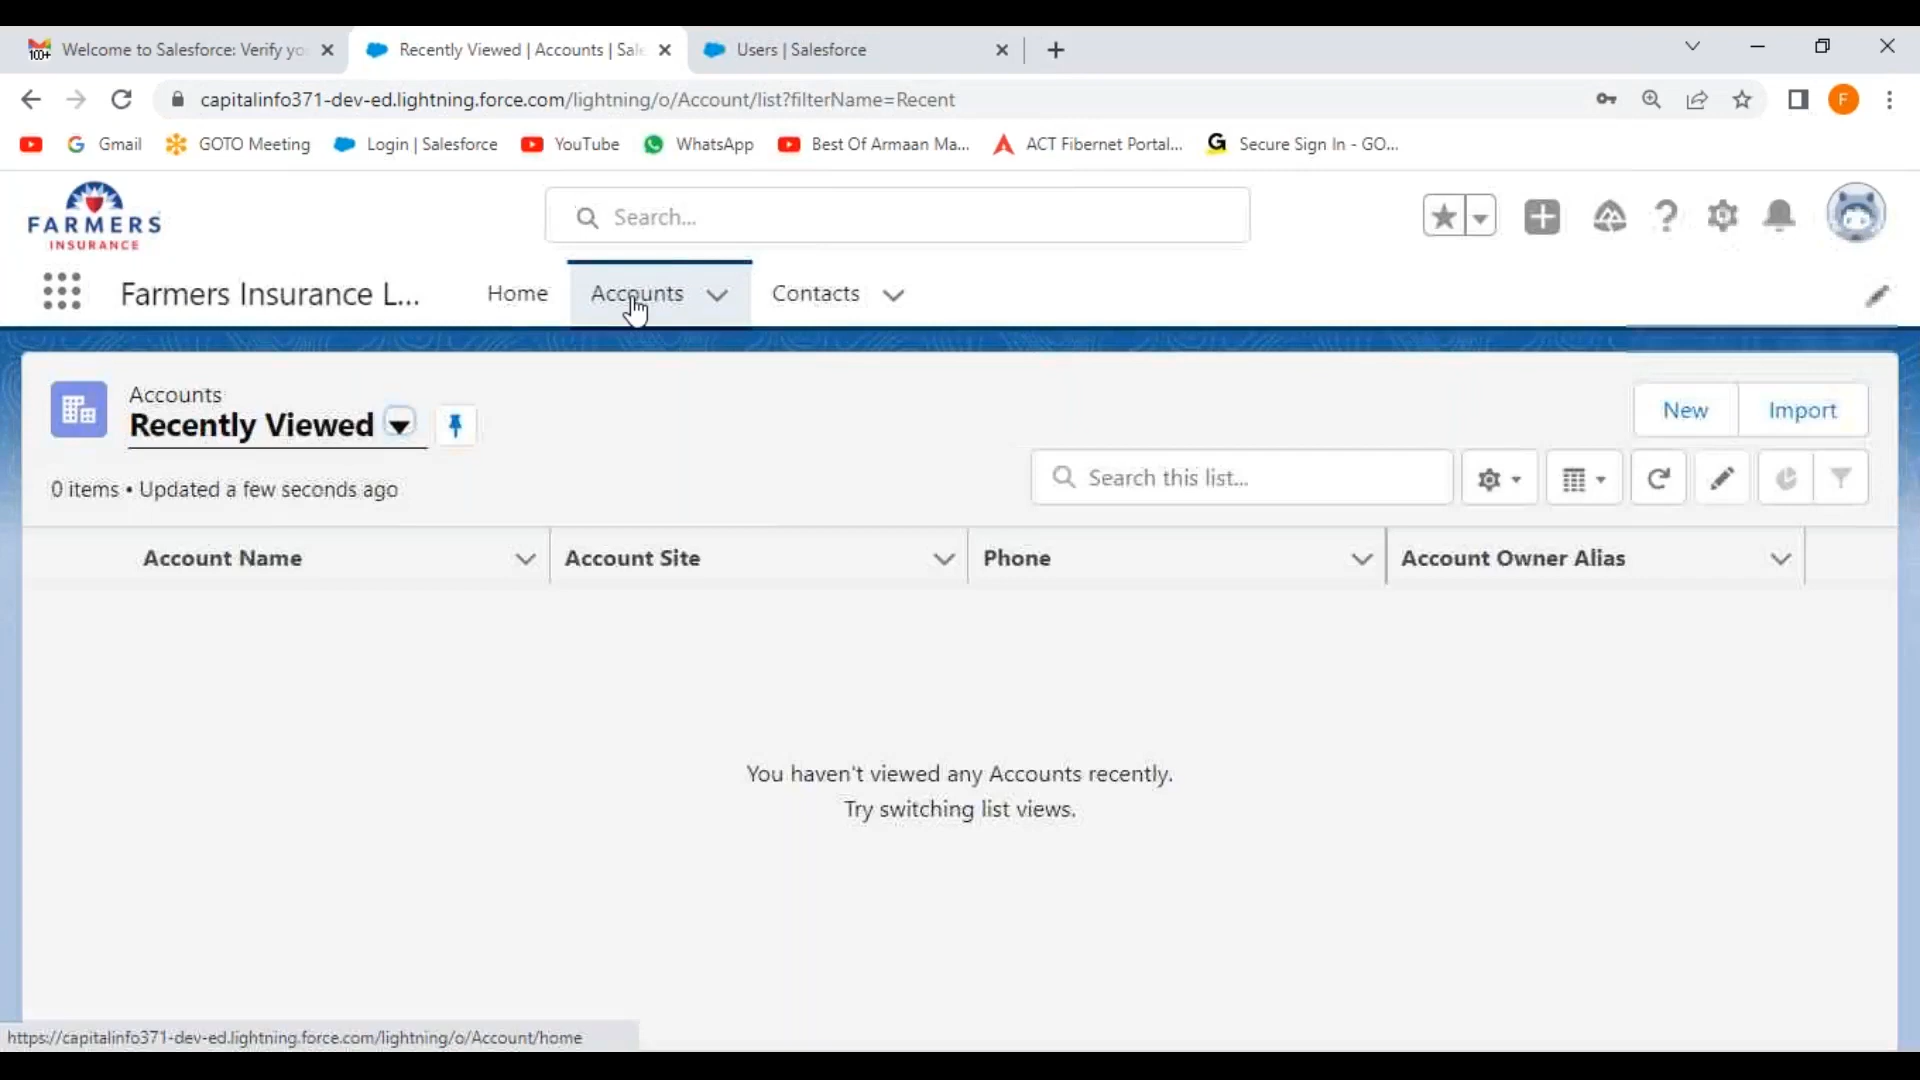 Welcome to Salesforce: Verify yo
Recently Viewed | Accounts | Sale
Users | Salesforce
capitalinfo371-dev-ed.lightning.force.com/lightning/o/Account/list?filterName=Recent
F
100+
Gmail
GOTO Meeting
Login | Salesforce
YouTube
WhatsApp
Best Of Armaan Ma...
ACT Fibernet Portal...
G
Secure Sign In - GO...
FARMERS
INSURANCE
Search...
Farmers Insurance L...
Home
Accounts
Contacts
Accounts
Recently Viewed
New
Import
0 items • Updated a few seconds ago
Search this list...
Account Name
Account Site
Phone
Account Owner Alias
You haven't viewed any Accounts recently.
Try switching list views.
https://capitalinfo371-dev-ed.lightning.force.com/lightning/o/Account/home